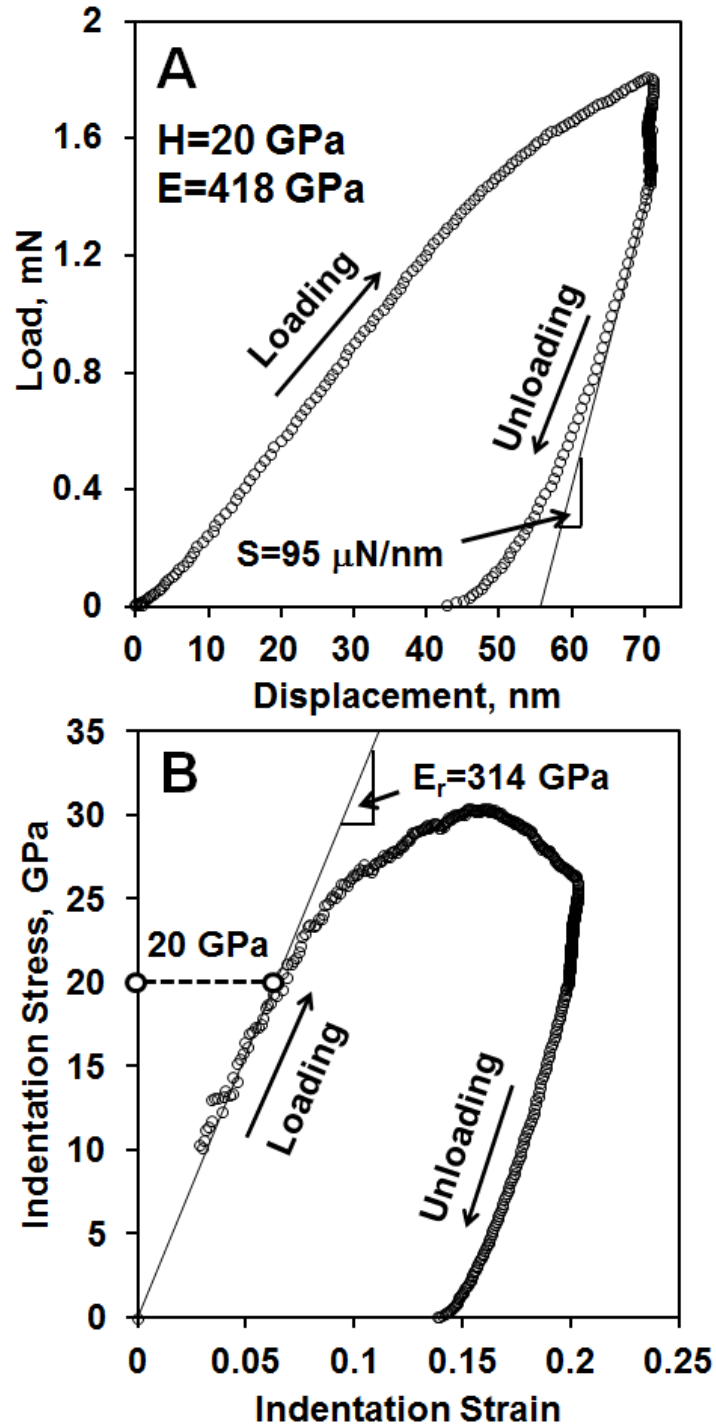 A
H=20 GPa
E=418 GPa
Loading
Unloading
S=95 μN/nm
Load, mN
2
1.6
1.2
0.8
0.4
0
0 10 20 30 40 50 60 70
Displacement, nm
B
Er=314 GPa
20 GPa
Loading
Unloading
Indentation Stress, GPa
35
30
25
20
15
10
5
0
0 0.05 0.1 0.15 0.2 0.25
Indentation Strain